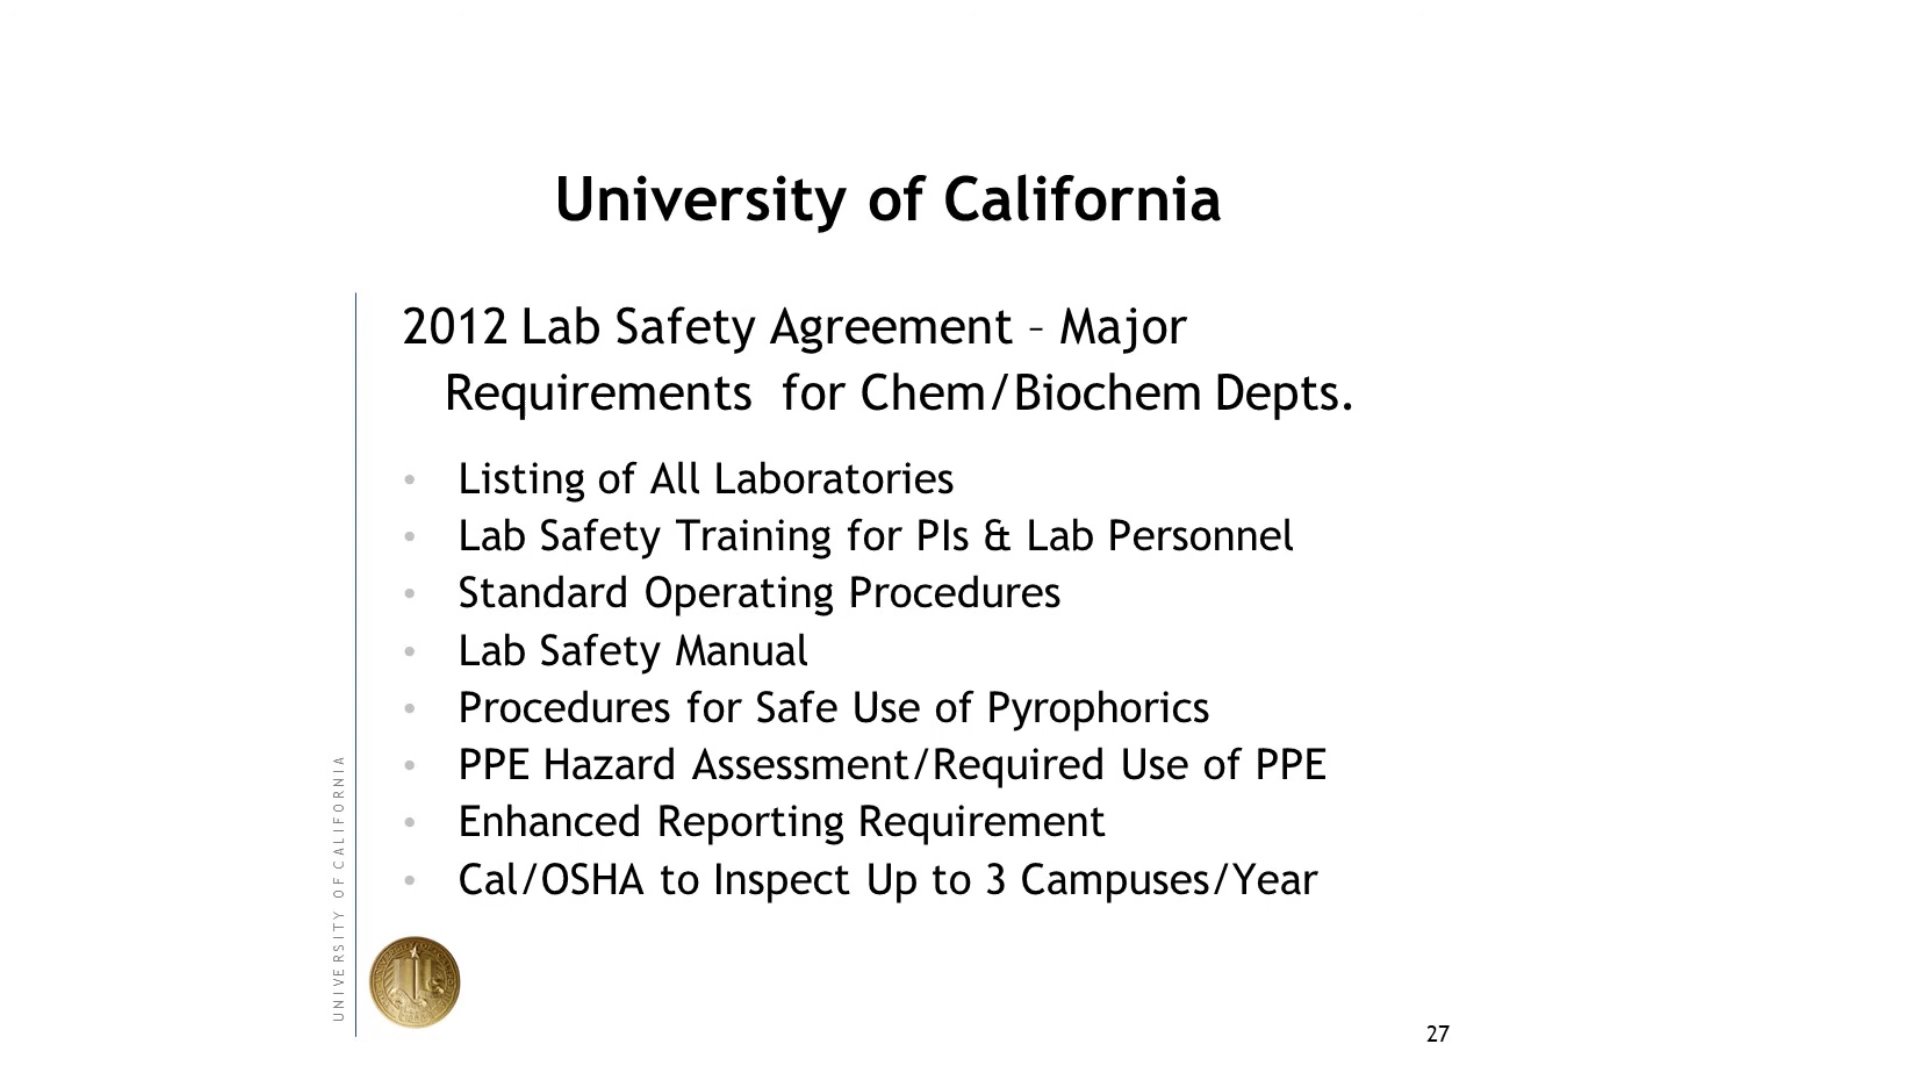 University of California
2012 Lab Safety Agreement – Major
Requirements for Chem/Biochem Depts.
• Listing of All Laboratories
• Lab Safety Training for PIs & Lab Personnel
• Standard Operating Procedures
• Lab Safety Manual
• Procedures for Safe Use of Pyrophorics
• PPE Hazard Assessment/Required Use of PPE
• Enhanced Reporting Requirement
• Cal/OSHA to Inspect Up to 3 Campuses/Year
UNIVERSITY OF CALIFORNIA
27